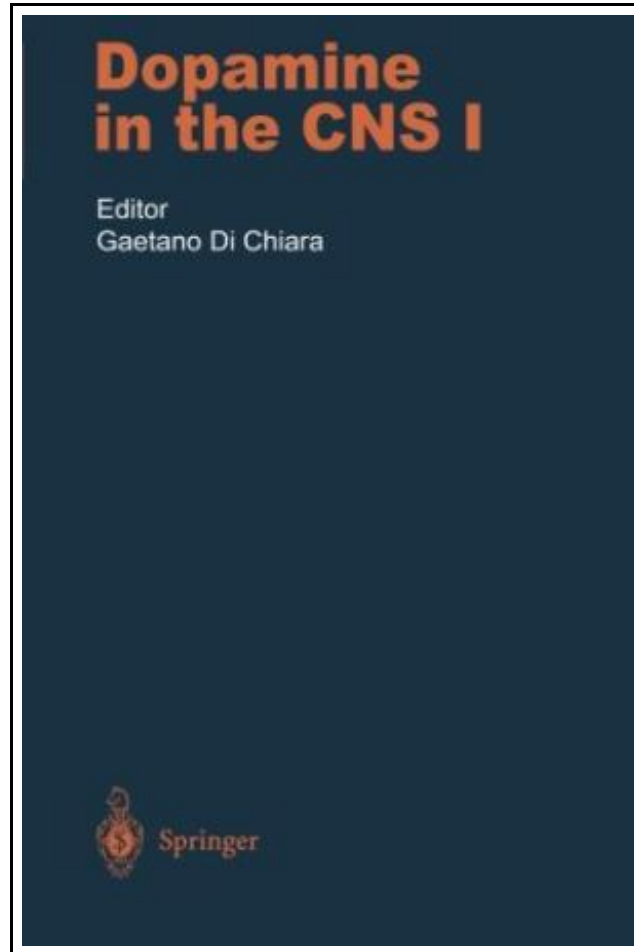 Dopamine
in the CNS I
Editor
Gaetano Di Chiara
Springer